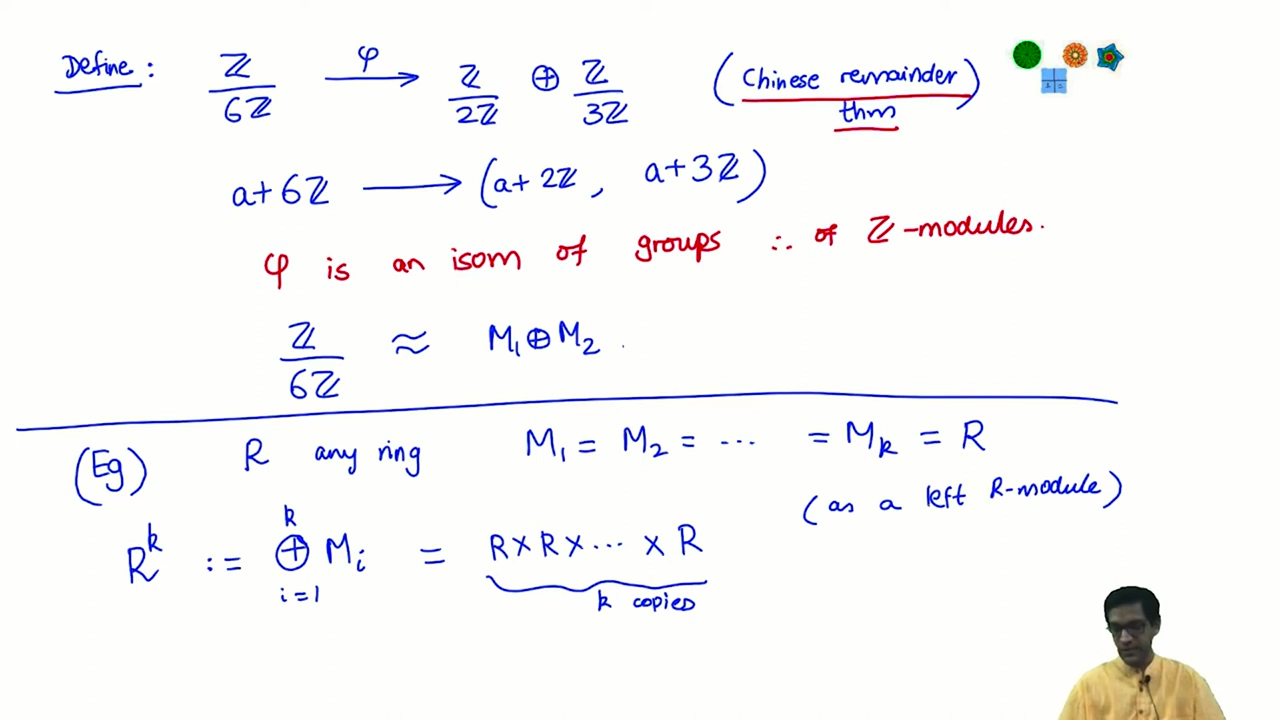 Define: ℤ/6ℤ —φ→ ℤ/2ℤ ⊕ ℤ/3ℤ (Chinese remainder thm)
a+6ℤ ⟶ (a+2ℤ, a+3ℤ)
φ is an isom of groups ∴ of ℤ-modules.
ℤ/6ℤ ≈ M₁⊕M₂.
(Eg) R any ring M₁ = M₂ = ... = Mₖ = R
(as a left R-module)
Rᵏ := ⊕ᵢ₌₁ᵏ Mᵢ = R×R×...×R
k copies